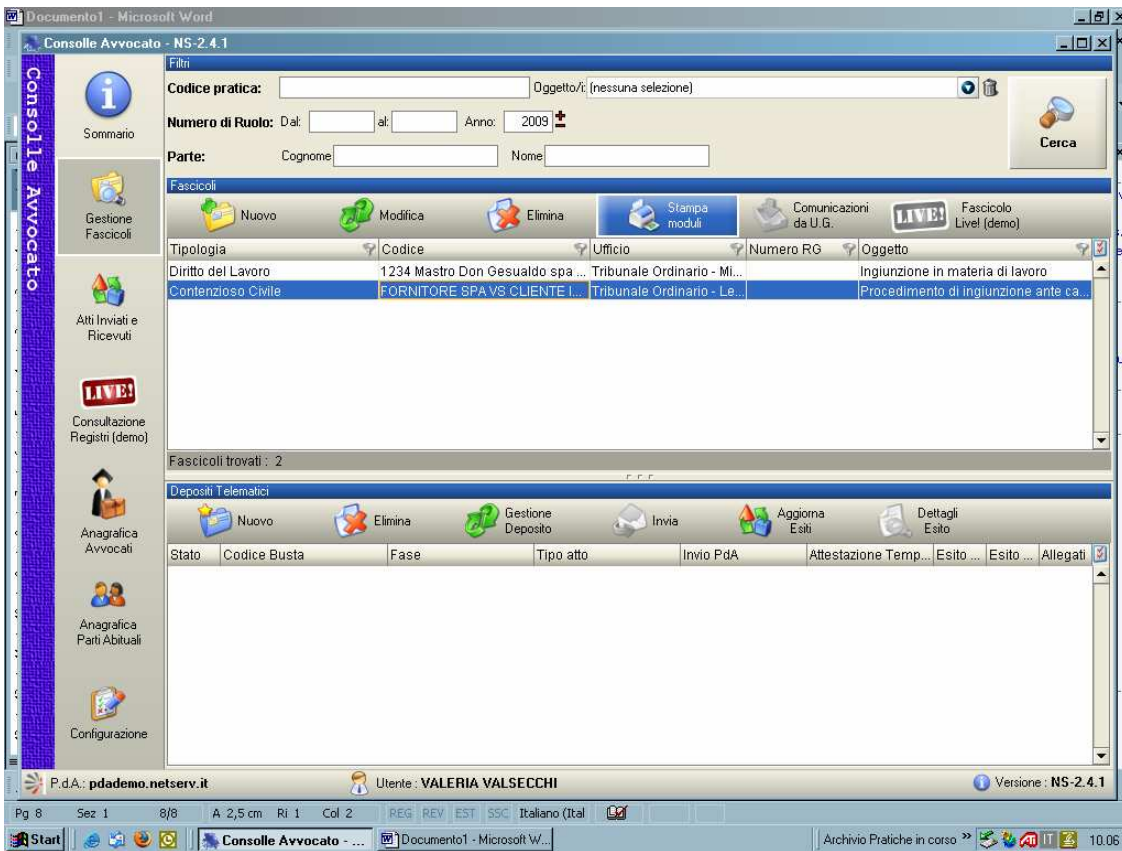 Documento1 - Microsoft Word
Consolle Avvocato - NS-2.4.1
Consolle Avvocato
Sommario
Gestione
Fascicoli
Atti Inviati e
Ricevuti
LIVE!
Consultazione
Registri (demo)
Anagrafica
Avvocati
Anagrafica
Parti Abituali
Configurazione
Filtri
Codice pratica: Oggetto/i: (nessuna selezione)
Numero di Ruolo: Dal: al: Anno: 2009
Parte: Cognome Nome
Cerca
Fascicoli
Nuovo Modifica Elimina Stampa moduli Comunicazioni da U.G. LIVE! Fascicolo Live! (demo)
Tipologia Codice Ufficio Numero RG Oggetto
Diritto del Lavoro 1234 Mastro Don Gesualdo spa ... Tribunale Ordinario - Mi... Ingiunzione in materia di lavoro
Contenzioso Civile FORNITORE SPA VS CLIENTE I... Tribunale Ordinario - Le... Procedimento di ingiunzione ante ca...
Fascicoli trovati : 2
Depositi Telematici
Nuovo Elimina Gestione Deposito Invia Aggiorna Esiti Dettagli Esito
Stato Codice Busta Fase Tipo atto Invio PdA Attestazione Temp... Esito ... Esito ... Allegati
P.d.A.: pdademo.netserv.it Utente : VALERIA VALSECCHI Versione : NS-2.4.1
Pg 8 Sez 1 8/8 A 2,5 cm Ri 1 Col 2 REG REV EST SSC Italiano (Ital
Start Consolle Avvocato - ... Documento1 - Microsoft W... Archivio Pratiche in corso » IT 10.06